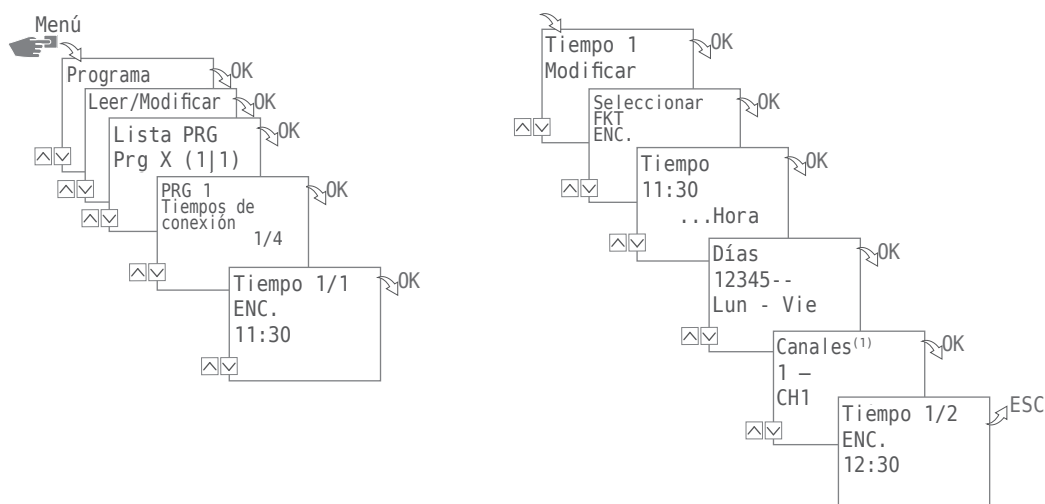 Menú
Programa
OK
Leer/Modificar
OK
Lista PRG
Prg X (1|1)
OK
PRG 1
Tiempos de
conexión
1/4
OK
Tiempo 1/1
ENC.
11:30
OK
Tiempo 1
Modificar
OK
Seleccionar
FKT
ENC.
OK
Tiempo
11:30
...Hora
OK
Días
12345--
Lun - Vie
OK
Canales(1)
1 –
CH1
OK
Tiempo 1/2
ENC.
12:30
ESC